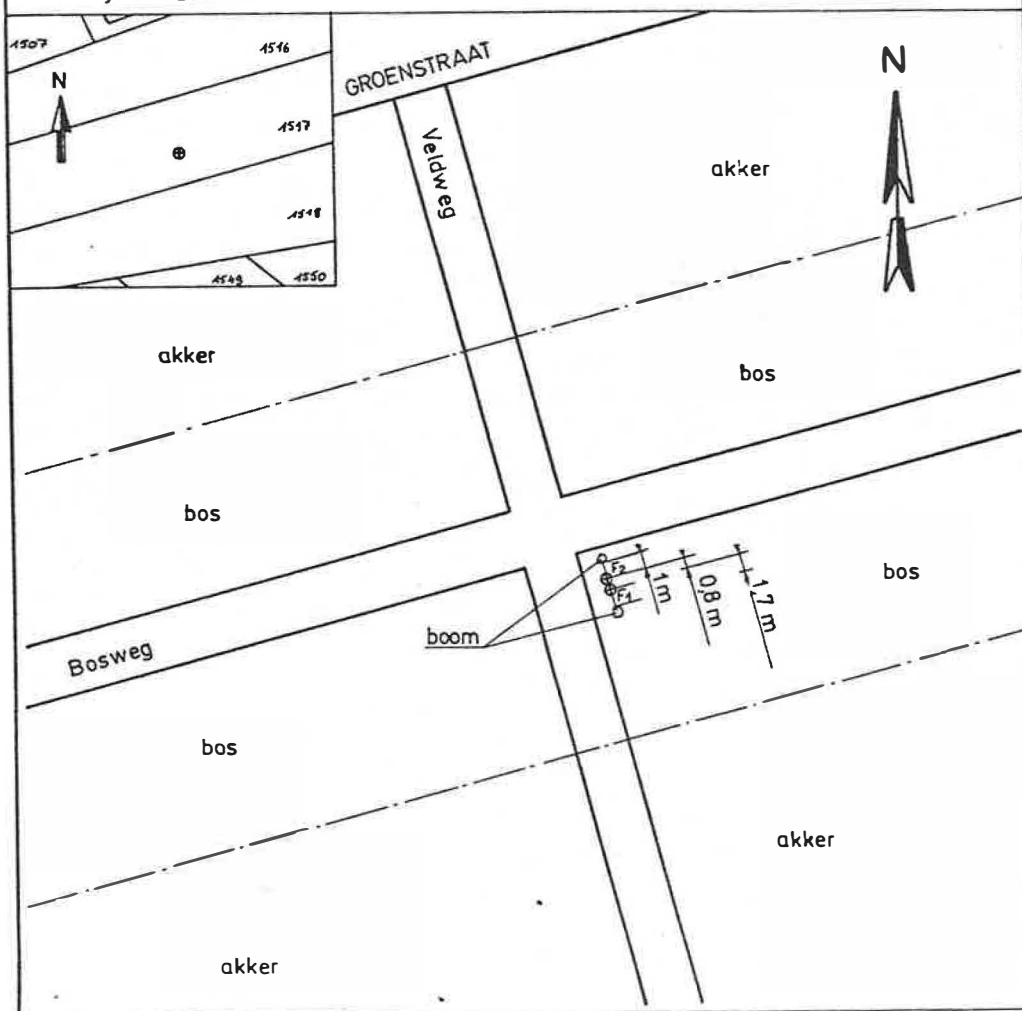 1507
1516
N
1517
1518
1549
1550
GROENSTRAAT
Veldweg
akker
N
akker
bos
bos
F2
F1
1 m
0,8 m
1,7 m
bos
boom
Bosweg
bos
akker
akker